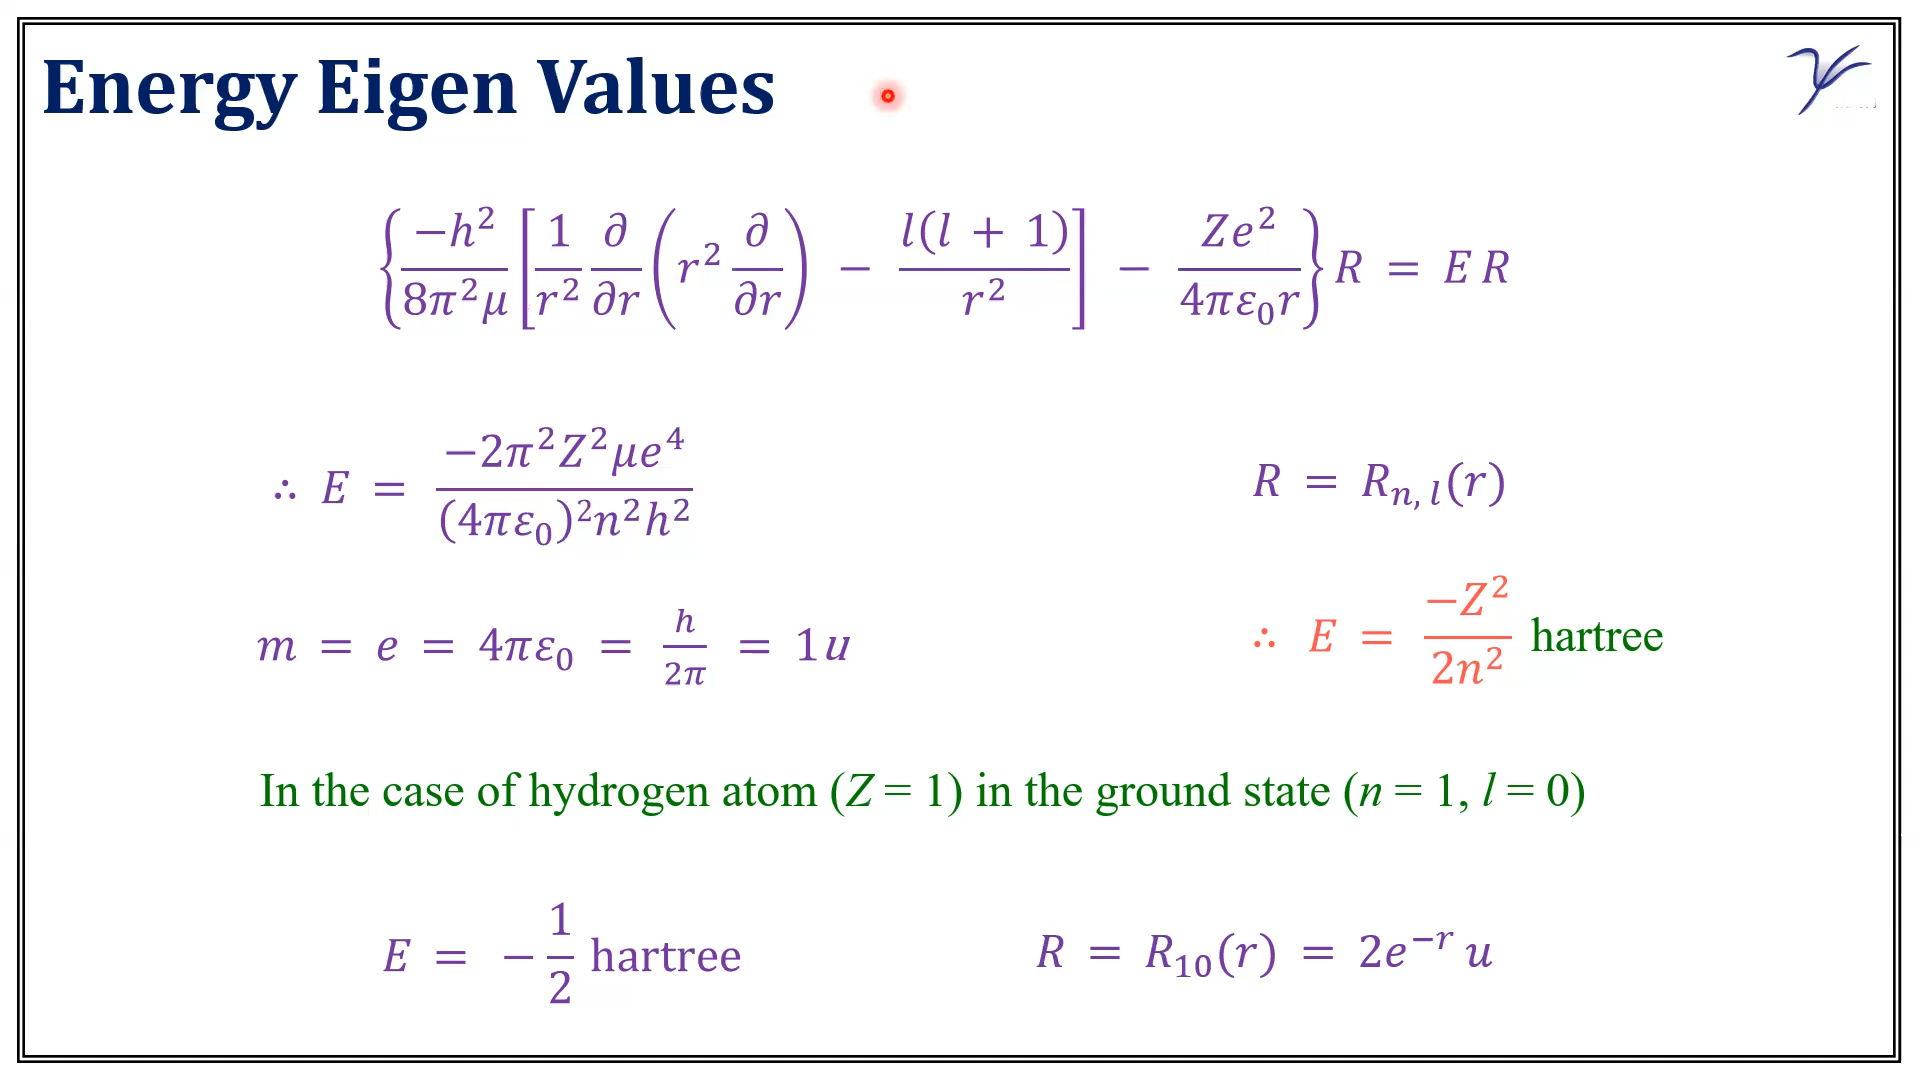 Energy Eigen Values
{−h²/8π²μ [1/r² ∂/∂r (r² ∂/∂r) − l(l + 1)/r²] − Ze²/4πε₀r} R = E R
∴ E = −2π²Z²μe⁴/(4πε₀)²n²h² R = Rₙ, ₗ(r)
m = e = 4πε₀ = h/2π = 1u ∴ E = −Z²/2n² hartree
In the case of hydrogen atom (Z = 1) in the ground state (n = 1, l = 0)
E = −1/2 hartree R = R₁₀(r) = 2e⁻ʳ u